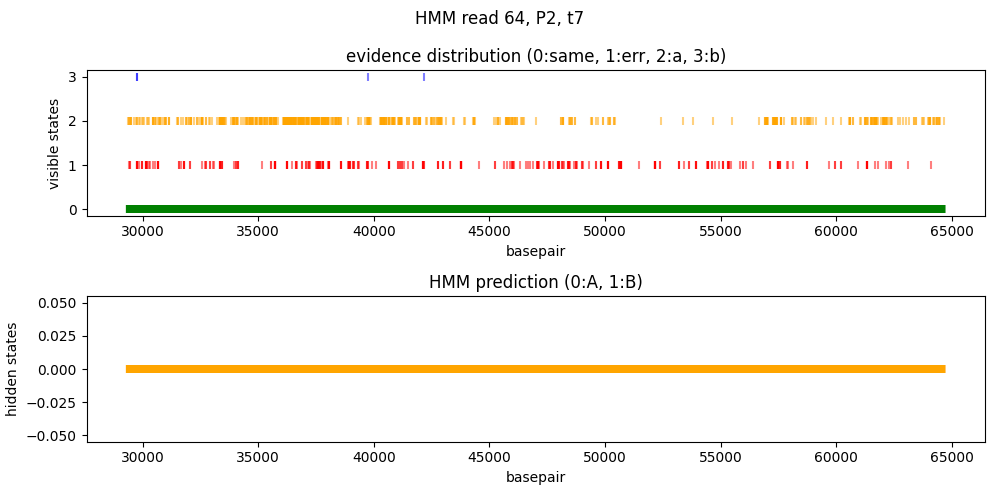 HMM read 64, P2, t7
evidence distribution (0:same, 1:err, 2:a, 3:b)
visible states
3
2
1
0
30000 35000 40000 45000 50000 55000 60000 65000
basepair
HMM prediction (0:A, 1:B)
hidden states
0.050
0.025
0.000
-0.025
-0.050
30000 35000 40000 45000 50000 55000 60000 65000
basepair